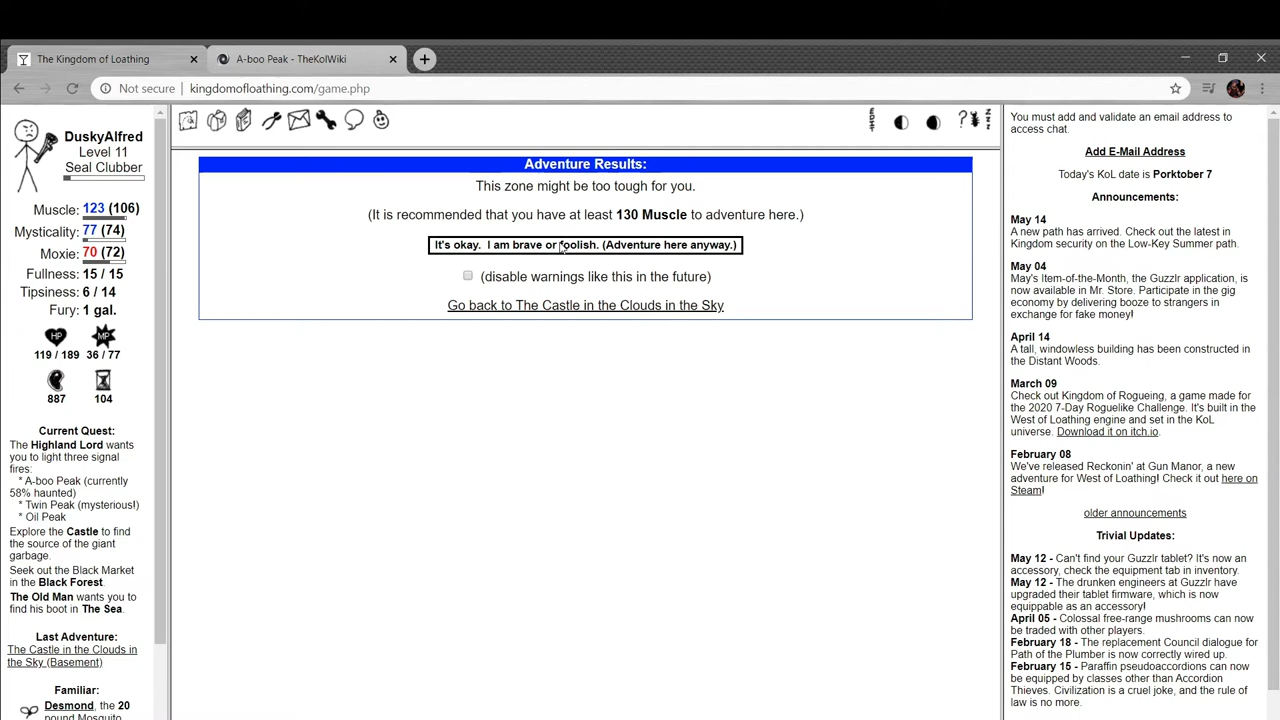 The Kingdom of Loathing
A-boo Peak - TheKolWiki
Not secure
kingdomofloathing.com/game.php
DuskyAlfred
Level 11
Seal Clubber
Muscle: 123 (106)
Mysticality: 77 (74)
Moxie: 70 (72)
Fullness: 15 / 15
Tipsiness: 6 / 14
Fury: 1 gal.
HP MP
119 / 189 36 / 77
887 104
Current Quest:
The Highland Lord wants
you to light three signal
fires:
* A-boo Peak (currently
58% haunted)
* Twin Peak (mysterious!)
* Oil Peak
Explore the Castle to find
the source of the giant
garbage.
Seek out the Black Market
in the Black Forest.
The Old Man wants you to
find his boot in The Sea.
Last Adventure:
The Castle in the Clouds in
the Sky (Basement)
Familiar:
Desmond, the 20
pound Mosquito
EDIT
?
Z z z
Adventure Results:
This zone might be too tough for you.
(It is recommended that you have at least 130 Muscle to adventure here.)
It's okay. I am brave or foolish. (Adventure here anyway.)
(disable warnings like this in the future)
Go back to The Castle in the Clouds in the Sky
You must add and validate an email address to
access chat.
Add E-Mail Address
Today's KoL date is Porktober 7
Announcements:
May 14
A new path has arrived. Check out the latest in
Kingdom security on the Low-Key Summer path.
May 04
May's Item-of-the-Month, the Guzzlr application, is
now available in Mr. Store. Participate in the gig
economy by delivering booze to strangers in
exchange for fake money!
April 14
A tall, windowless building has been constructed in
the Distant Woods.
March 09
Check out Kingdom of Rogueing, a game made for
the 2020 7-Day Roguelike Challenge. It's built in the
West of Loathing engine and set in the KoL
universe. Download it on itch.io.
February 08
We've released Reckonin' at Gun Manor, a new
adventure for West of Loathing! Check it out here on
Steam!
older announcements
Trivial Updates:
May 12 - Can't find your Guzzlr tablet? It's now an
accessory, check the equipment tab in inventory.
May 12 - The drunken engineers at Guzzlr have
upgraded their tablet firmware, which is now
equippable as an accessory!
April 05 - Colossal free-range mushrooms can now
be traded with other players.
February 18 - The replacement Council dialogue for
Path of the Plumber is now correctly wired up.
February 15 - Paraffin pseudoaccordions can now
be equipped by classes other than Accordion
Thieves. Civilization is a cruel joke, and the rule of
law is no more.